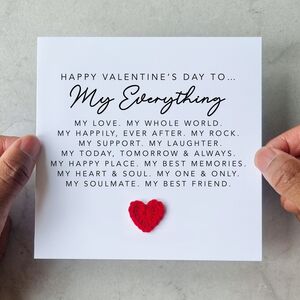 HAPPY VALENTINE'S DAY TO...
My Everything
MY LOVE. MY WHOLE WORLD.
MY HAPPILY, EVER AFTER. MY ROCK.
MY SUPPORT. MY LAUGHTER.
MY TODAY, TOMORROW & ALWAYS.
MY HAPPY PLACE. MY BEST MEMORIES.
MY HEART & SOUL. MY ONE & ONLY.
MY SOULMATE. MY BEST FRIEND.